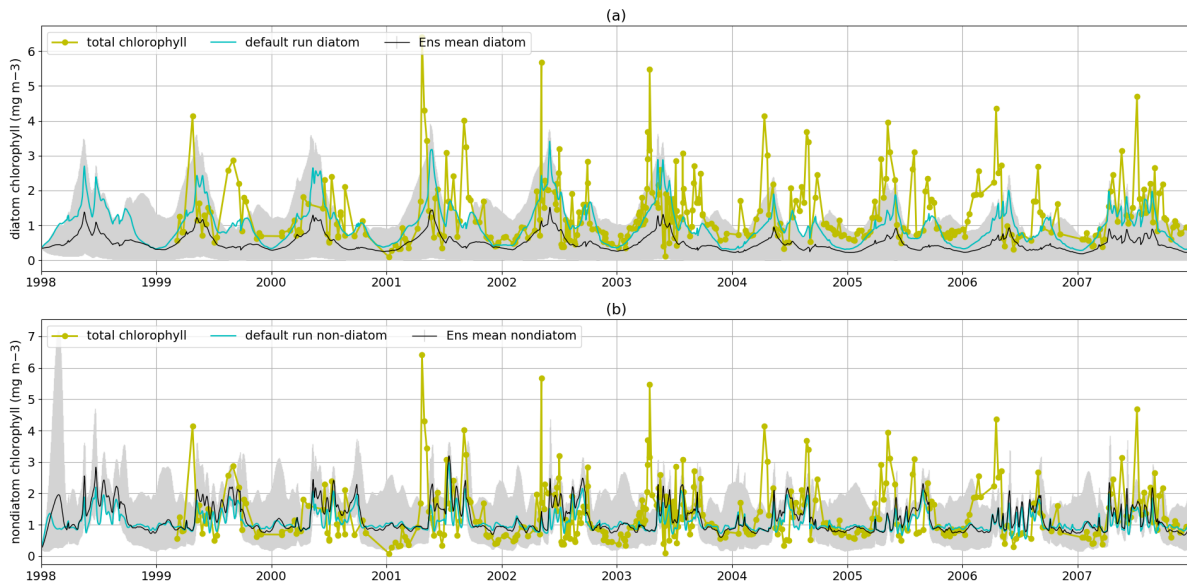 (a)
total chlorophyll default run diatom Ens mean diatom
diatom chlorophyll (mg m−3)
6
5
4
3
2
1
0
1998 1999 2000 2001 2002 2003 2004 2005 2006 2007
(b)
total chlorophyll default run non-diatom Ens mean nondiatom
nondiatom chlorophyll (mg m−3)
7
6
5
4
3
2
1
0
1998 1999 2000 2001 2002 2003 2004 2005 2006 2007